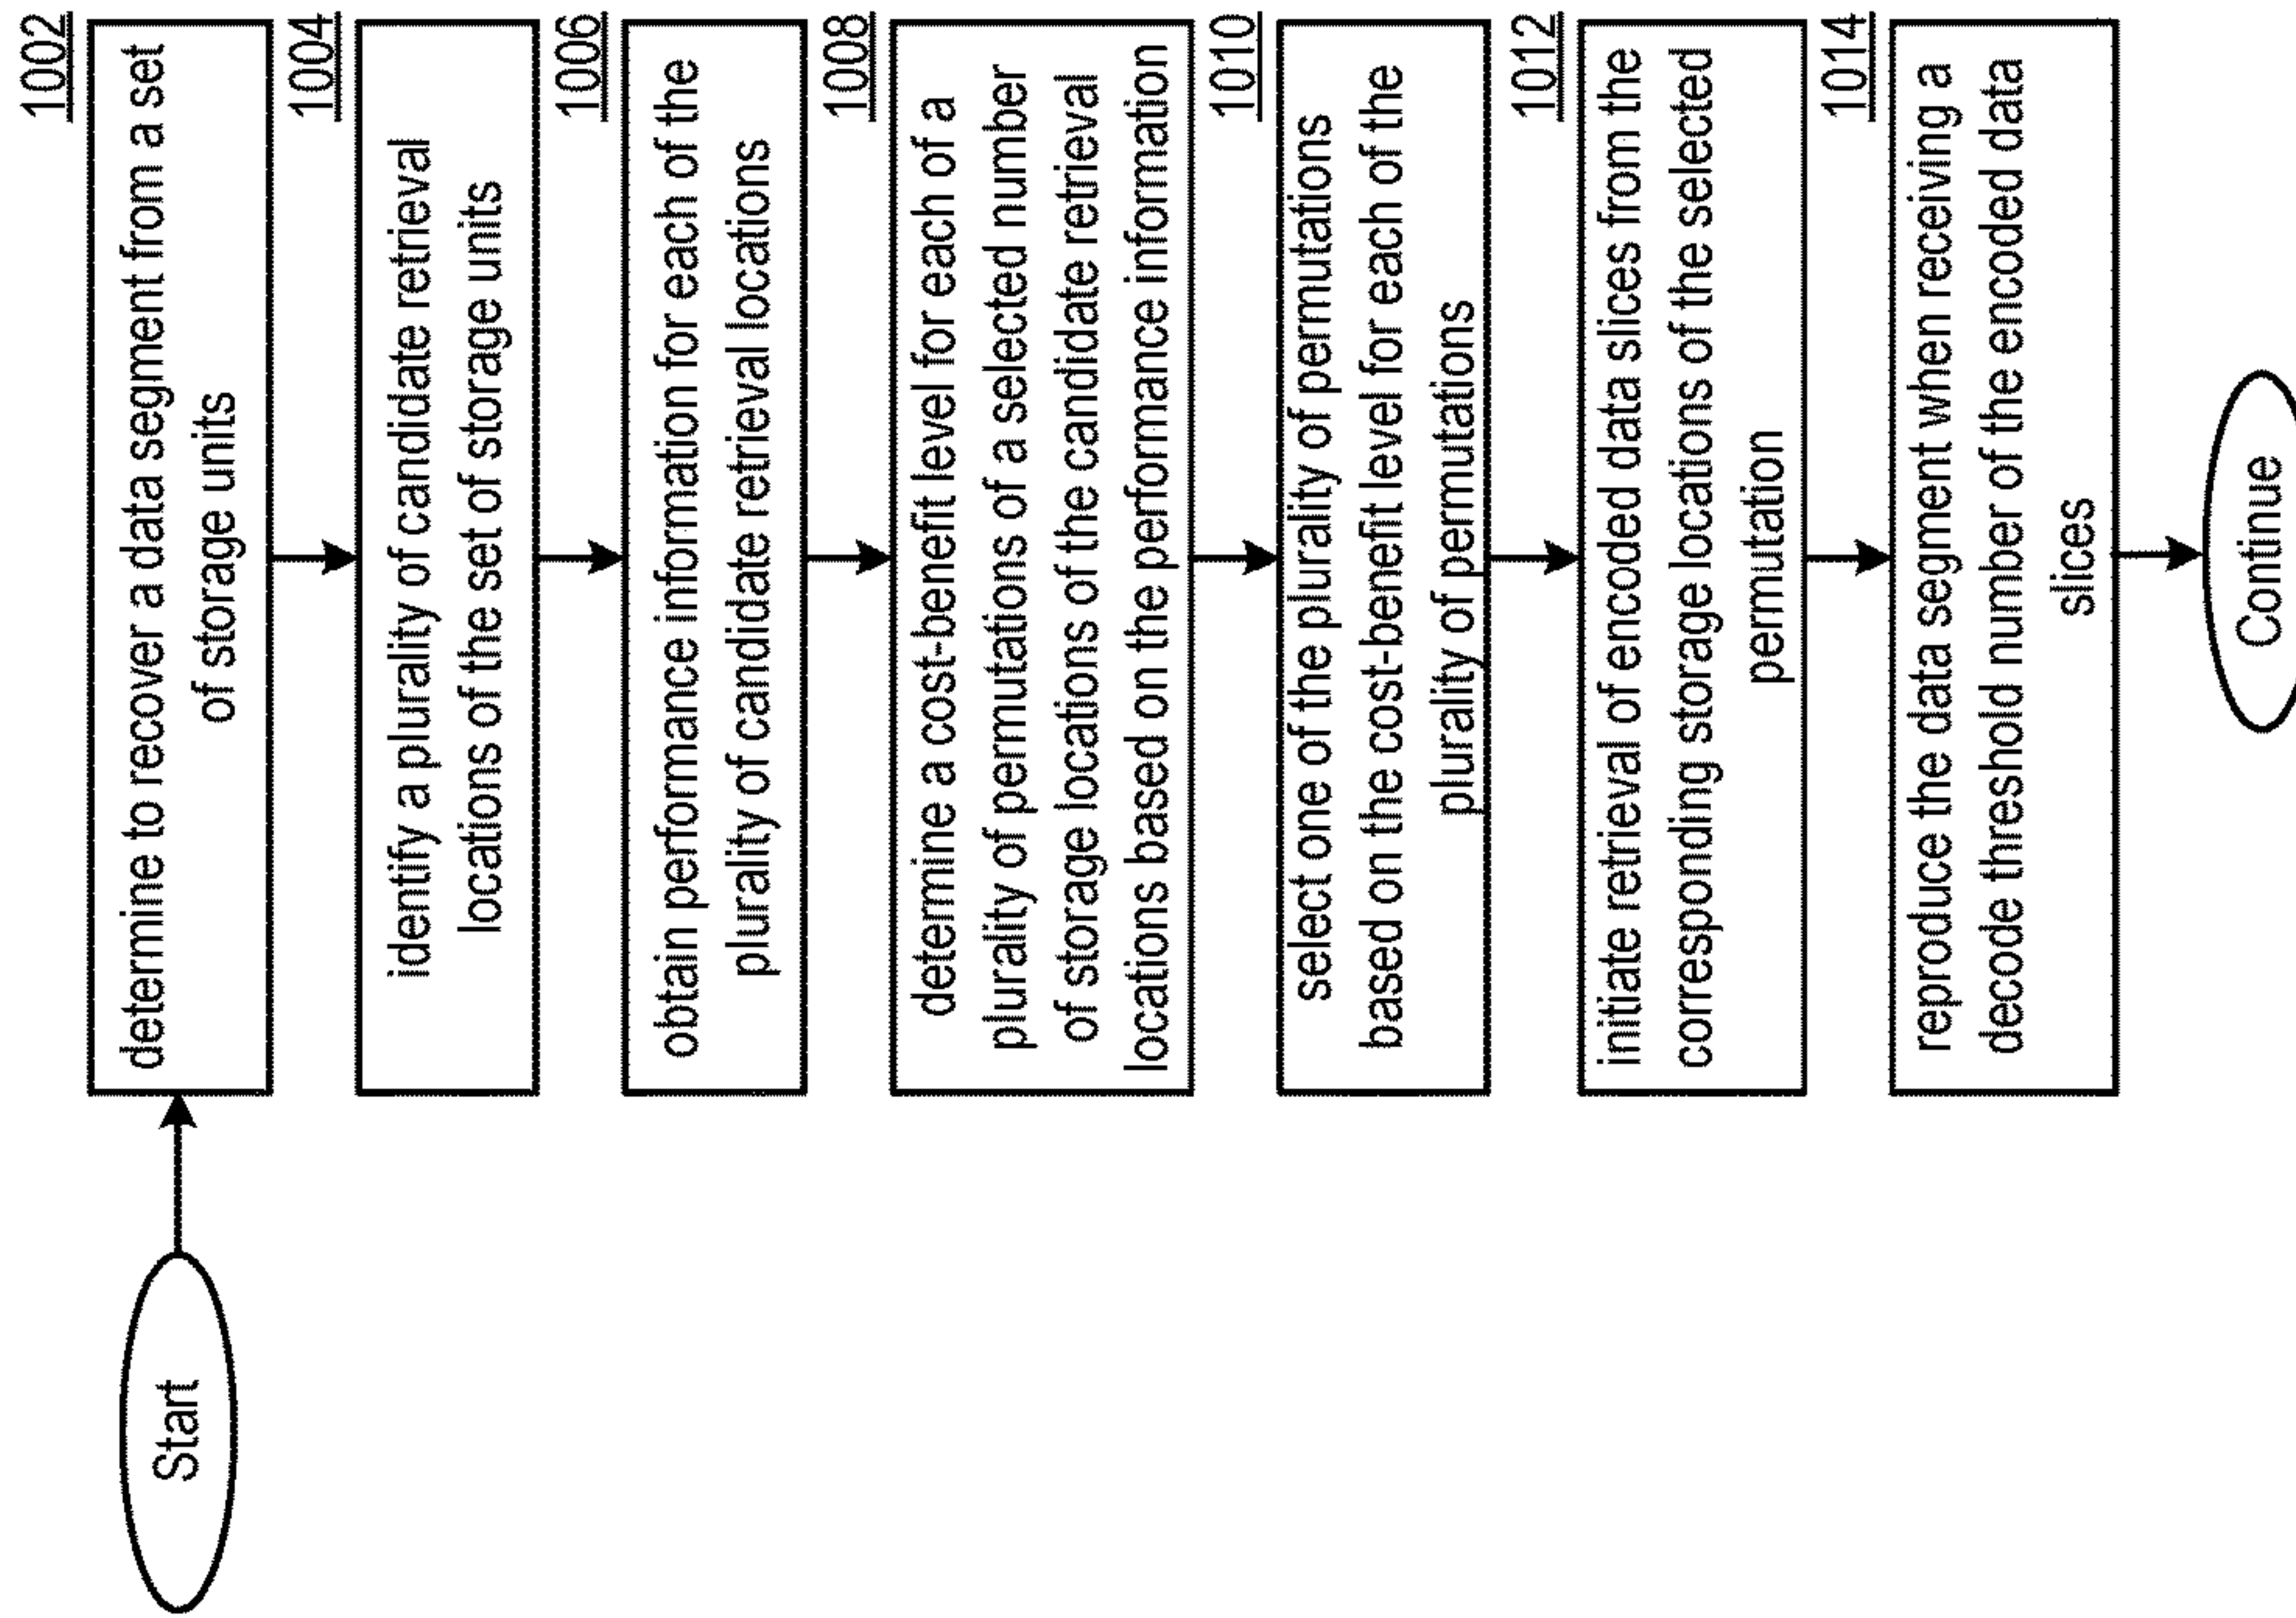 Start
1002
determine to recover a data segment from a set
of storage units
1004
identify a plurality of candidate retrieval
locations of the set of storage units
1006
obtain performance information for each of the
plurality of candidate retrieval locations
1008
determine a cost-benefit level for each of a
plurality of permutations of a selected number
of storage locations of the candidate retrieval
locations based on the performance information
1010
select one of the plurality of permutations
based on the cost-benefit level for each of the
plurality of permutations
1012
initiate retrieval of encoded data slices from the
corresponding storage locations of the selected
permutation
1014
reproduce the data segment when receiving a
decode threshold number of the encoded data
slices
Continue